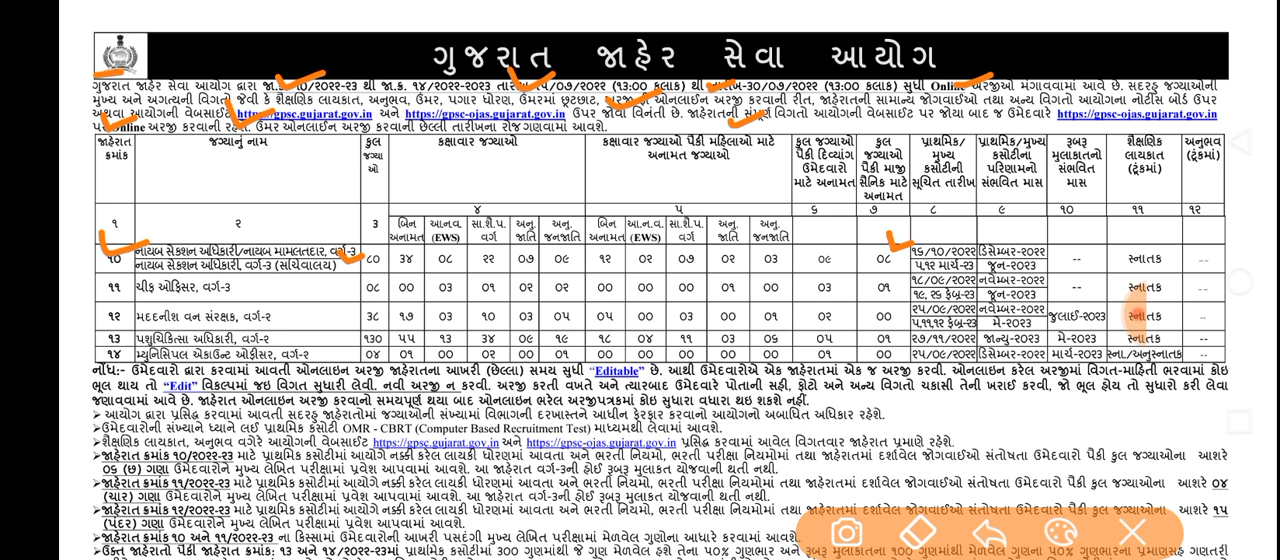 ગુજરાત જાહેર સેવા આયોગ
ગુજરાત જાહેર સેવા આયોગ દ્વારા જા.ક્ર. ૧૦/૨૦૨૨-૨૩ થી જા.ક્ર. ૧૪/૨૦૨૨-૨૦૨૩ (૧૩:૦૦ કલાક) થી તારીખ-૩૦/૦૭/૨૦૨૨ (૧૩:૦૦ કલાક) સુધી Online અરજીઓ મંગાવવામાં આવે છે. સદરહુ જગ્યાઓની
મુખ્ય અને અગત્યની વિગતો જેવી કે શૈક્ષણિક લાયકાત, અનુભવ, ઉંમર, પગાર ધોરણ, ઉંમરમાં છૂટછાટ, ઓનલાઈન અરજી કરવાની રીત, જાહેરાતની સામાન્ય જોગવાઈઓ તથા અન્ય વિગતો આયોગના નોટીસ બોર્ડ ઉપર
અથવા આયોગની વેબસાઈટ https://gpsc.gujarat.gov.in અને https://gpsc-ojas.gujarat.gov.in ઉપર જોવા વિનંતી છે. જાહેરાતની સંપૂર્ણ વિગતો આયોગની વેબસાઈટ પર જોયા બાદ જ ઉમેદવારે https://gpsc-ojas.gujarat.gov.in
પર Online અરજી કરવાની રહેશે. ઉંમર ઓનલાઈન અરજી કરવાની છેલ્લી તારીખના રોજ ગણવામાં આવશે.
જાહેરાત ક્રમાંક જગ્યાનું નામ કુલ જગ્યાઓ કક્ષાવાર જગ્યાઓ કક્ષાવાર જગ્યાઓ પૈકી મહિલાઓ માટે અનામત જગ્યાઓ કુલ જગ્યાઓ પૈકી દિવ્યાંગ ઉમેદવારો માટે અનામત કુલ જગ્યાઓ પૈકી માજી સૈનિક માટે અનામત પ્રાથમિક/મુખ્ય કસોટીની સૂચિત તારીખ પ્રાથમિક/મુખ્ય કસોટીના પરિણામનો સંભવિત માસ રૂબરૂ મુલાકાતનો સંભવિત માસ શૈક્ષણિક લાયકાત (ટૂંકમાં) અનુભવ (ટૂંકમાં)
૧ ૨ ૩ ૪ ૫ ૬ ૭ ૮ ૯ ૧૦ ૧૧ ૧૨
બિન અનામત આ.ન.વ. (EWS) સા.શૈ.પ. વર્ગ અનુ. જાતિ અનુ. જનજાતિ બિન અનામત આ.ન.વ. (EWS) સા.શૈ.પ. વર્ગ અનુ. જાતિ અનુ. જનજાતિ
૧૦ નાયબ સેક્શન અધિકારી/નાયબ મામલતદાર, વર્ગ-૩ ૮૦ ૩૪ ૦૮ ૨૨ ૦૭ ૦૯ ૧૨ ૦૨ ૦૭ ૦૨ ૦૩ ૦૯ ૦૮ ૧૬/૧૦/૨૦૨૨ ડિસેમ્બર-૨૦૨૨ -- સ્નાતક --
નાયબ સેક્શન અધિકારી, વર્ગ-૩ (સચિવાલય) ૫,૧૨ માર્ચ-૨૩ જૂન-૨૦૨૩
૧૧ ચીફ ઓફિસર, વર્ગ-૩ ૦૮ ૦૦ ૦૩ ૦૧ ૦૨ ૦૨ ૦૦ ૦૦ ૦૦ ૦૧ ૦૦ ૦૩ ૦૧ ૧૮/૦૯/૨૦૨૨ નવેમ્બર-૨૦૨૨ -- સ્નાતક --
૧૯, ૨૬ ફેબ્રુ-૨૩ જૂન-૨૦૨૩
૧૨ મદદનીશ વન સંરક્ષક, વર્ગ-૨ ૩૮ ૧૭ ૦૩ ૧૦ ૦૩ ૦૫ ૦૫ ૦૦ ૦૩ ૦૦ ૦૧ ૦૨ ૦૦ ૨૫/૦૯/૨૦૨૨ નવેમ્બર-૨૦૨૨ જુલાઈ-૨૦૨૩ સ્નાતક --
૫,૧૧,૧૨ ફેબ્રુ-૨૩ મે-૨૦૨૩
૧૩ પશુચિકિત્સા અધિકારી, વર્ગ-૨ ૧૩૦ ૫૫ ૧૩ ૩૪ ૦૯ ૧૯ ૧૮ ૦૪ ૧૧ ૦૩ ૦૬ ૦૫ ૦૧ ૨૭/૧૧/૨૦૨૨ જાન્યુ-૨૦૨૩ મે-૨૦૨૩ સ્નાતક --
૧૪ મ્યુનિસિપલ એકાઉન્ટ ઓફીસર, વર્ગ-૨ ૦૪ ૦૧ ૦૦ ૦૨ ૦૦ ૦૧ ૦૦ ૦૦ ૦૦ ૦૦ ૦૦ ૦૧ ૦૦ ૨૫/૦૯/૨૦૨૨ ડિસેમ્બર-૨૦૨૨ માર્ચ-૨૦૨૩ સ્ના/અનુસ્નાતક --
નોંધ:- ઉમેદવારો દ્વારા કરવામાં આવતી ઓનલાઇન અરજી જાહેરાતના આખરી (છેલ્લા) સમય સુધી "Editable" છે. આથી ઉમેદવારોએ એક જાહેરાતમાં એક જ અરજી કરવી. ઓનલાઇન કરેલ અરજીમાં વિગત-માહિતી ભરવામાં કોઇ
ભૂલ થાય તો "Edit" વિકલ્પમાં જઇ વિગત સુધારી લેવી. નવી અરજી ન કરવી. અરજી કરતી વખતે અને ત્યારબાદ ઉમેદવારે પોતાની સહી, ફોટો અને અન્ય વિગતો ચકાસી તેની ખરાઈ કરવી, જો ભૂલ હોય તો સુધારો કરી લેવા
જણાવવામાં આવે છે. જાહેરાત ઓનલાઇન અરજી કરવાનો સમયપૂર્ણ થયા બાદ ઓનલાઇન ભરેલ અરજીપત્રકમાં કોઇ સુધારા વધારા થઇ શકશે નહીં.
➢આયોગ દ્વારા પ્રસિદ્ધ કરવામાં આવતી સદરહુ જાહેરાતોમાં જગ્યાઓની સંખ્યામાં વિભાગની દરખાસ્તને આધીન ફેરફાર કરવાનો આયોગનો અબાધિત અધિકાર રહેશે.
➢ઉમેદવારોની સંખ્યાને ધ્યાને લઈ પ્રાથમિક કસોટી OMR - CBRT (Computer Based Recruitment Test) માધ્યમથી લેવામાં આવશે.
➢શૈક્ષણિક લાયકાત, અનુભવ વગેરે આયોગની વેબસાઈટ https://gpsc.gujarat.gov.in અને https://gpsc-ojas.gujarat.gov.in પ્રસિદ્ધ કરવામાં આવેલ વિગતવાર જાહેરાત પ્રમાણે રહેશે.
➢જાહેરાત ક્રમાંક ૧૦/૨૦૨૨-૨૩ માટે પ્રાથમિક કસોટીમાં આયોગે નક્કી કરેલ લાયકી ધોરણમાં આવતા અને ભરતી નિયમો, ભરતી પરીક્ષા નિયમોમાં તથા જાહેરાતમાં દર્શાવેલ જોગવાઈઓ સંતોષતા ઉમેદવારો પૈકી કુલ જગ્યાઓના આશરે
૦૬ (છ) ગણા ઉમેદવારોને મુખ્ય લેખિત પરીક્ષામાં પ્રવેશ આપવામાં આવશે. આ જાહેરાત વર્ગ-૩ની હોઈ રૂબરૂ મુલાકાત યોજવાની થતી નથી.
➢જાહેરાત ક્રમાંક ૧૧/૨૦૨૨-૨૩ માટે પ્રાથમિક કસોટીમાં આયોગે નક્કી કરેલ લાયકી ધોરણમાં આવતા અને ભરતી નિયમો, ભરતી પરીક્ષા નિયમોમાં તથા જાહેરાતમાં દર્શાવેલ જોગવાઈઓ સંતોષતા ઉમેદવારો પૈકી કુલ જગ્યાઓના આશરે ૦૪
(ચાર) ગણા ઉમેદવારોને મુખ્ય લેખિત પરીક્ષામાં પ્રવેશ આપવામાં આવશે. આ જાહેરાત વર્ગ-૩ની હોઈ રૂબરૂ મુલાકાત યોજવાની થતી નથી.
➢જાહેરાત ક્રમાંક ૧૨/૨૦૨૨-૨૩ માટે પ્રાથમિક કસોટીમાં આયોગે નક્કી કરેલ લાયકી ધોરણમાં આવતા અને ભરતી નિયમો, ભરતી પરીક્ષા નિયમોમાં તથા જાહેરાતમાં દર્શાવેલ જોગવાઈઓ સંતોષતા ઉમેદવારો પૈકી કુલ જગ્યાઓના આશરે ૧૫
(પંદર) ગણા ઉમેદવારોને મુખ્ય લેખિત પરીક્ષામાં પ્રવેશ આપવામાં આવશે.
➢જાહેરાત ક્રમાંક ૧૦ અને ૧૧/૨૦૨૨-૨૩ ના કિસ્સામાં ઉમેદવારોની આખરી પસંદગી મુખ્ય લેખિત પરીક્ષામાં મેળવેલ ગુણોના આધારે કરવામાં આવશે.
➢ઉક્ત જાહેરાતો પૈકી જાહેરાત ક્રમાંક: ૧૩ અને ૧૪/૨૦૨૨-૨૩માં પ્રાથમિક કસોટીમાં ૩૦૦ ગુણમાંથી જે ગુણ મેળવેલ હશે તેના ૫૦% ગુણભાર અને રૂબરૂ મુલાકાતના ૧૦૦ ગુણમાંથી મેળવેલ ગુણના ૫૦% ગુણભારના પ્રમાણસર ગણતરી